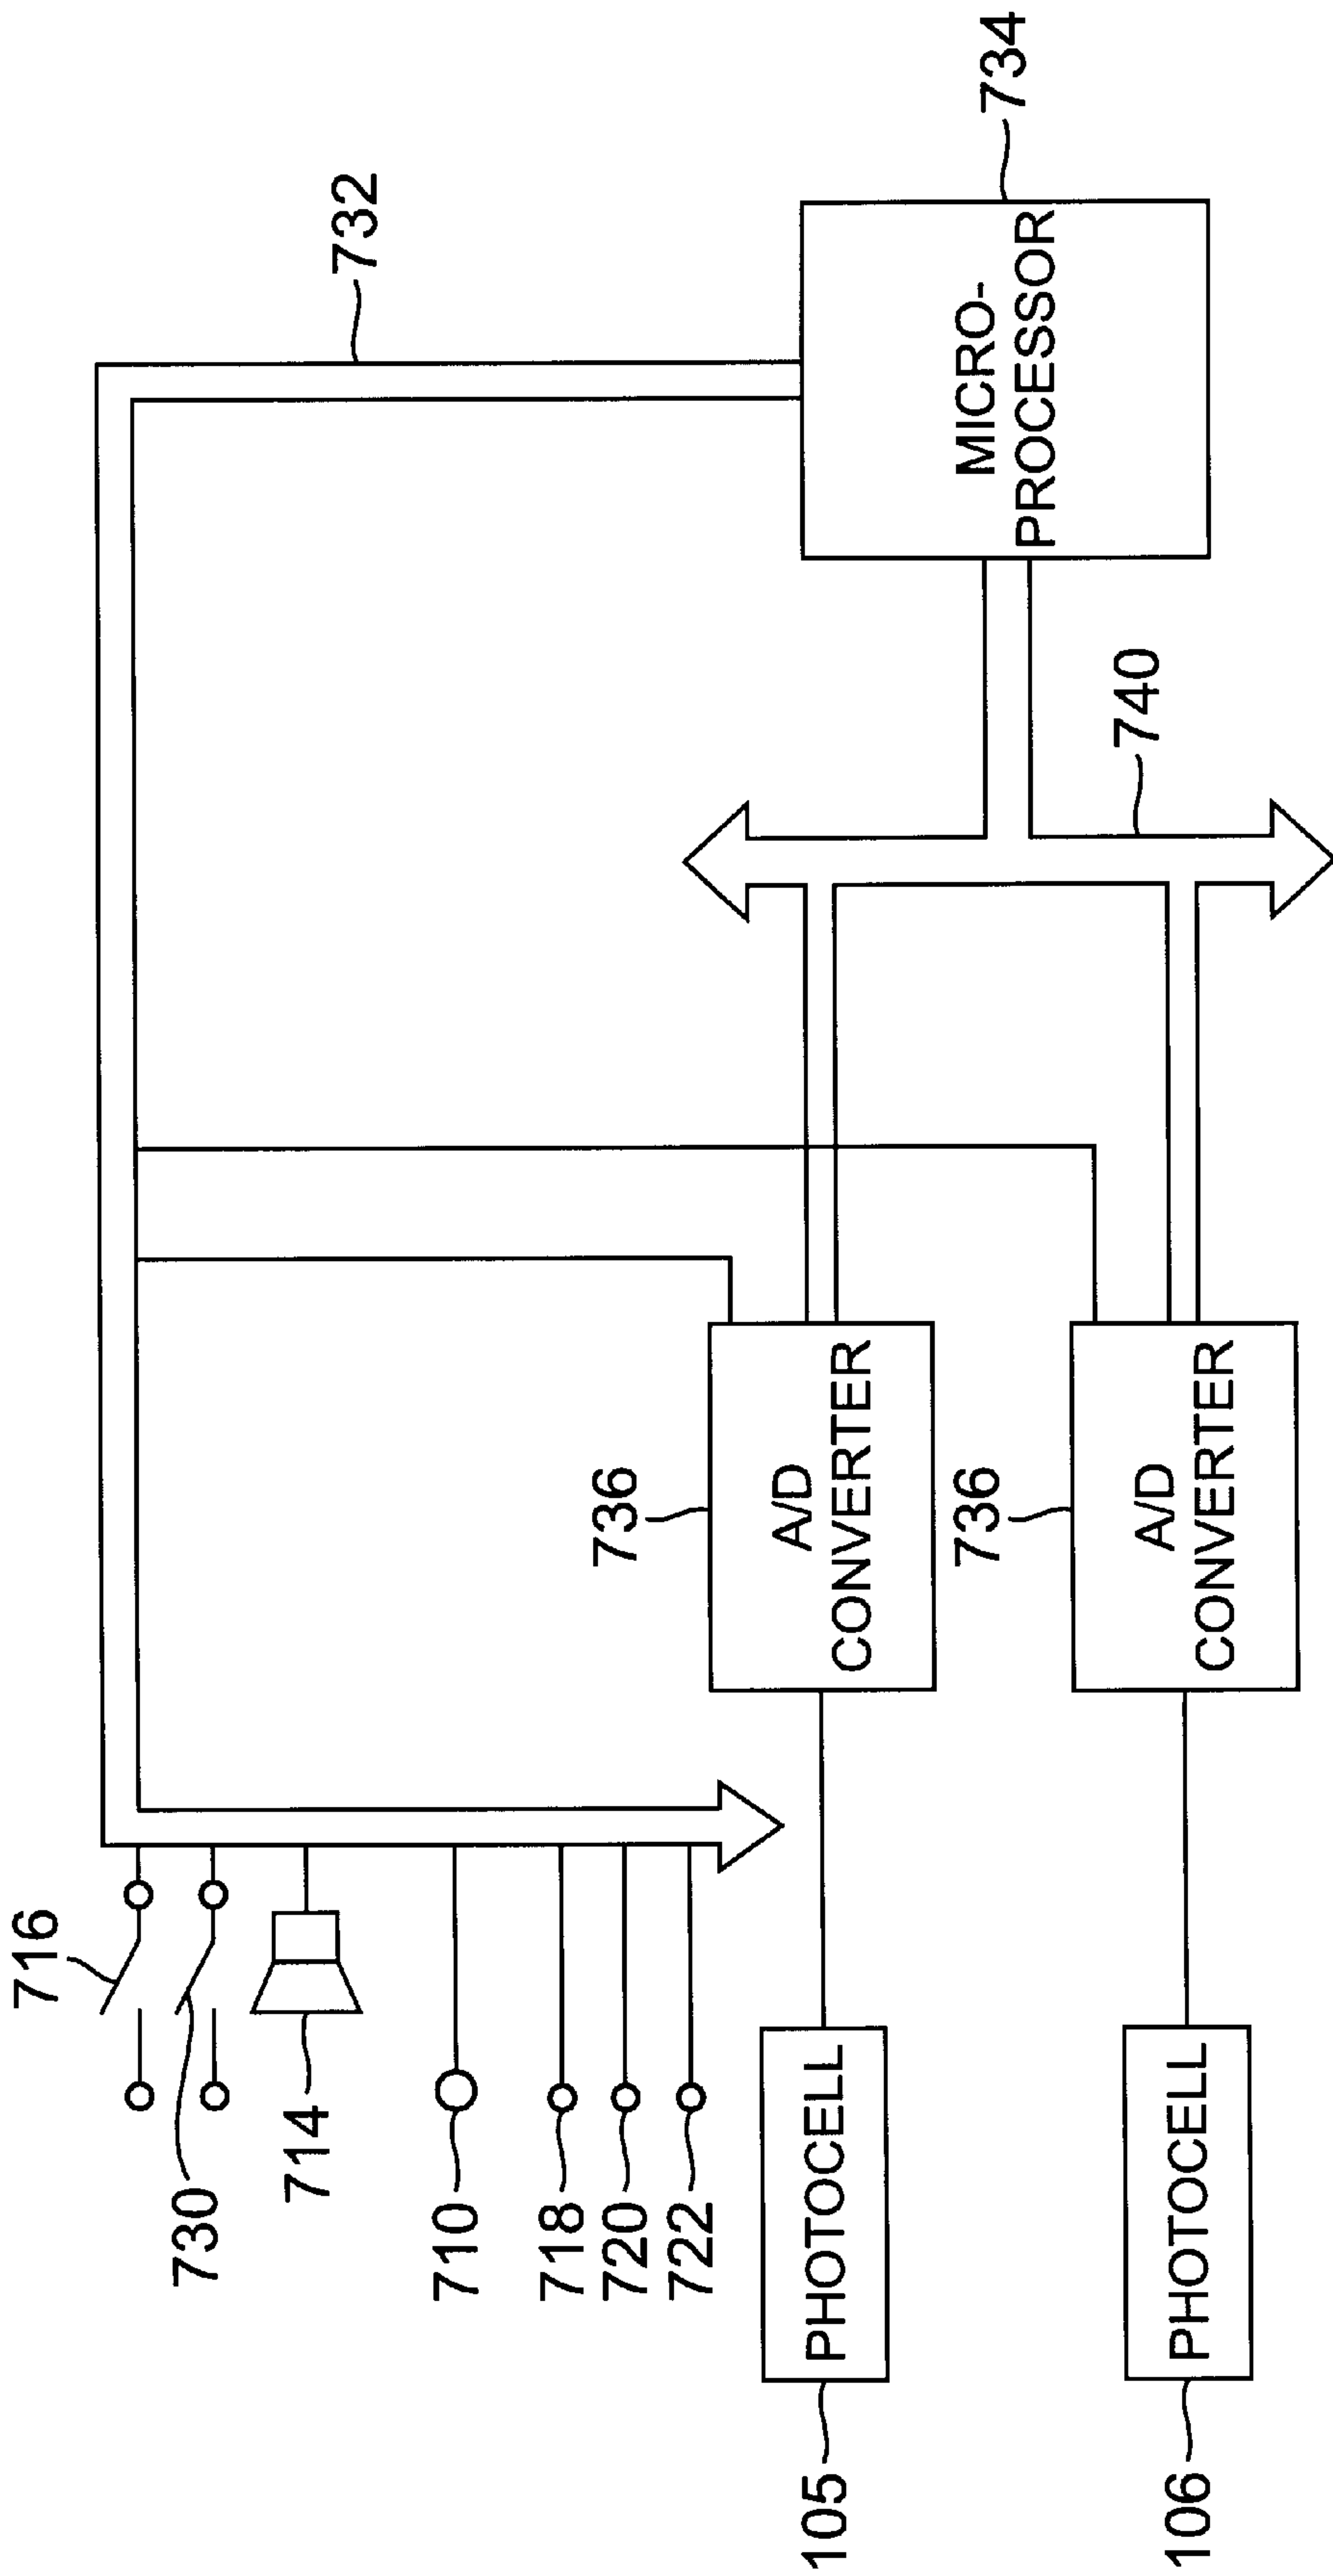 716
730
714
710
718
720
722
732
734
MICRO-
PROCESSOR
740
736
A/D
CONVERTER
736
A/D
CONVERTER
105
PHOTOCELL
106
PHOTOCELL